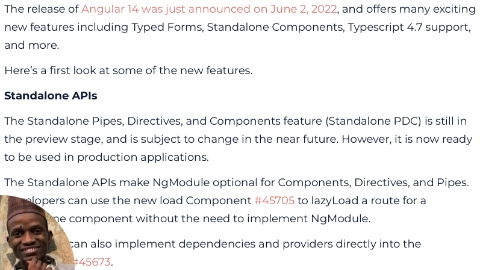 The release of Angular 14 was just announced on June 2, 2022, and offers many exciting
new features including Typed Forms, Standalone Components, Typescript 4.7 support,
and more.
Here's a first look at some of the new features.
Standalone APIs
The Standalone Pipes, Directives, and Components feature (Standalone PDC) is still in
the preview stage, and is subject to change in the near future. However, it is now ready
to be used in production applications.
The Standalone APIs make NgModule optional for Components, Directives, and Pipes.
elopers can use the new load Component #45705 to lazyLoad a route for a
ne component without the need to implement NgModule.
can also implement dependencies and providers directly into the
#45673.